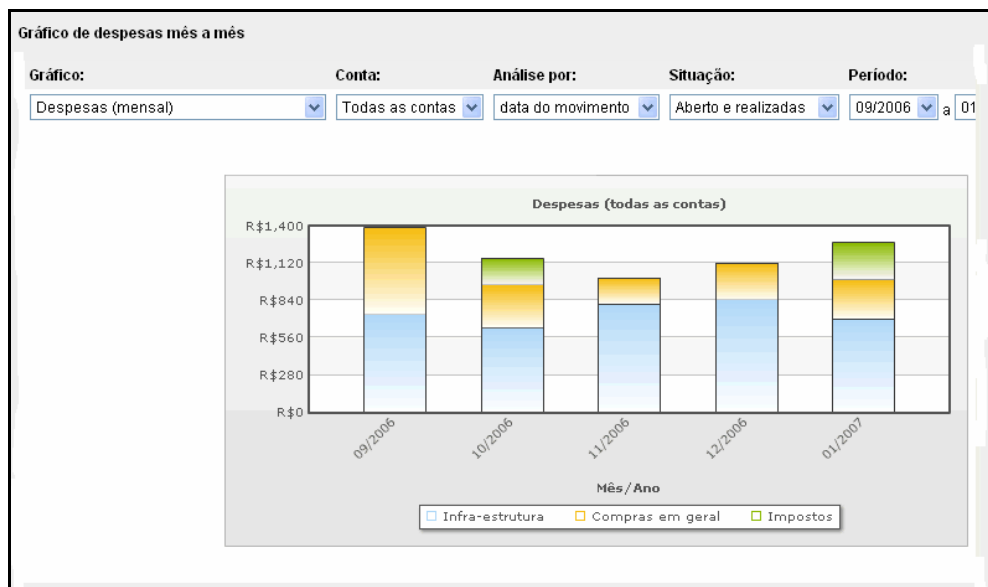 Gráfico de despesas mês a mês
Gráfico: Conta: Análise por: Situação: Período:
Despesas (mensal) Todas as contas data do movimento Aberto e realizadas 09/2006 a 01
Despesas (todas as contas)
R$1,400
R$1,120
R$840
R$560
R$280
R$0
09/2006 10/2006 11/2006 12/2006 01/2007
Mês/Ano
Infra-estrutura Compras em geral Impostos